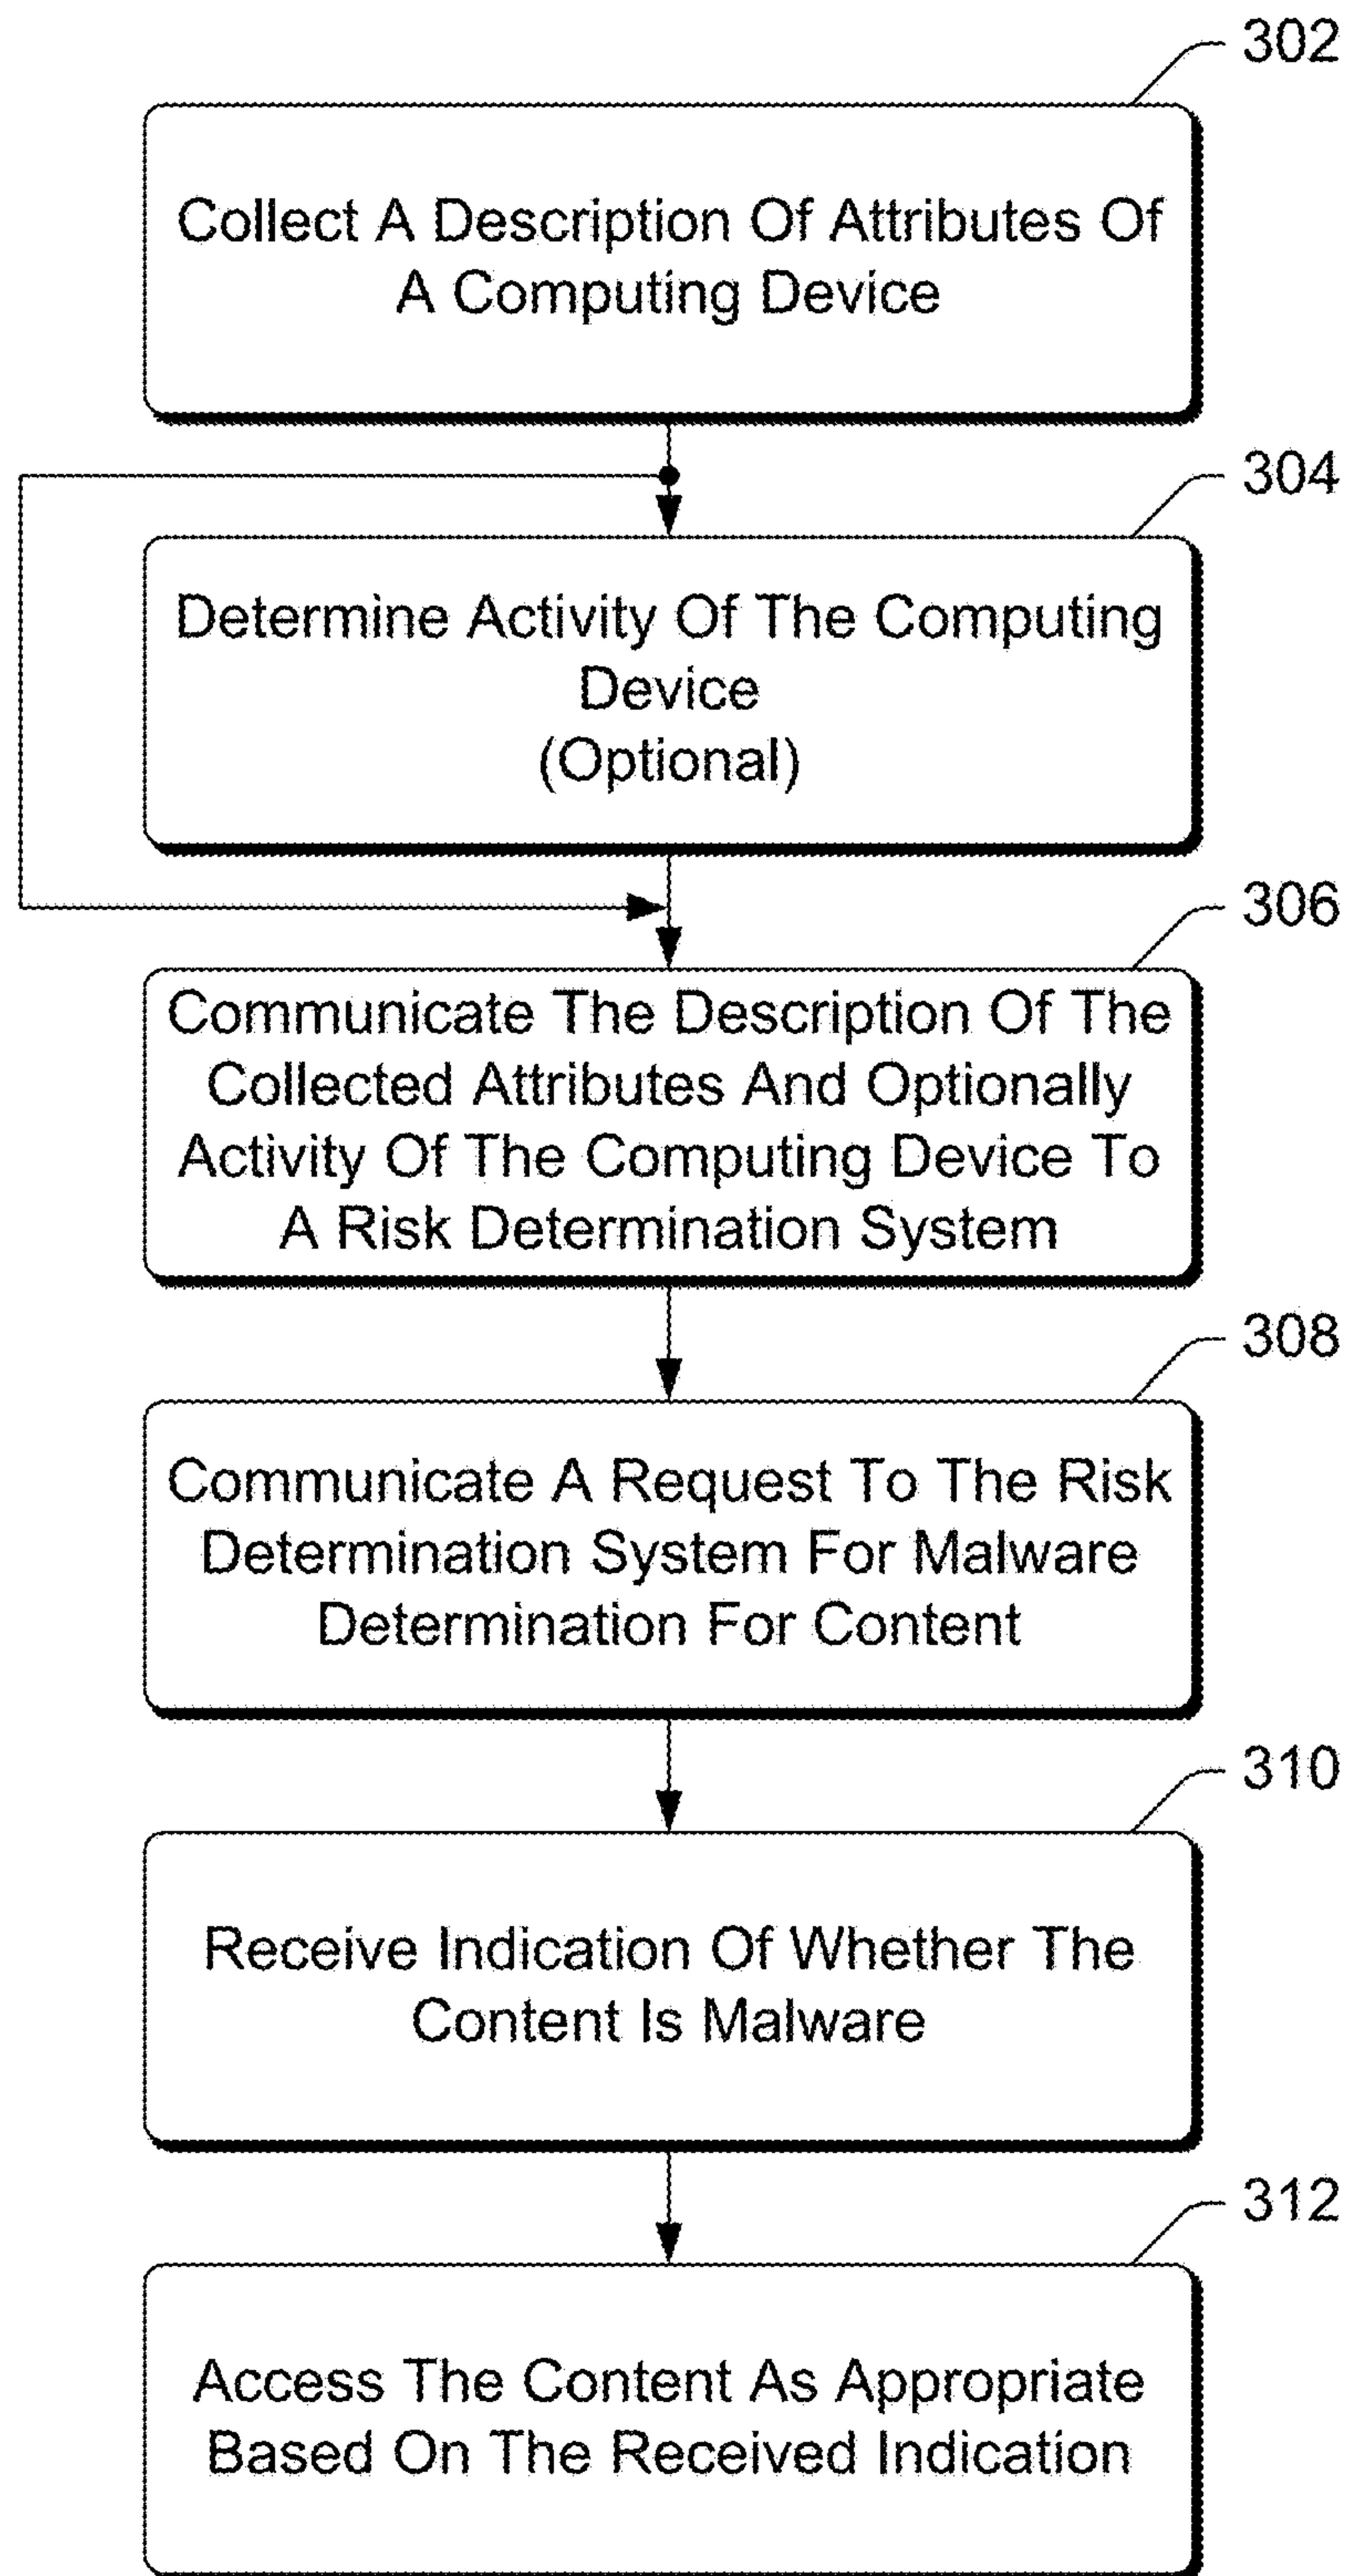 302
Collect A Description Of Attributes Of
A Computing Device
304
Determine Activity Of The Computing
Device
(Optional)
306
Communicate The Description Of The
Collected Attributes And Optionally
Activity Of The Computing Device To
A Risk Determination System
308
Communicate A Request To The Risk
Determination System For Malware
Determination For Content
310
Receive Indication Of Whether The
Content Is Malware
312
Access The Content As Appropriate
Based On The Received Indication